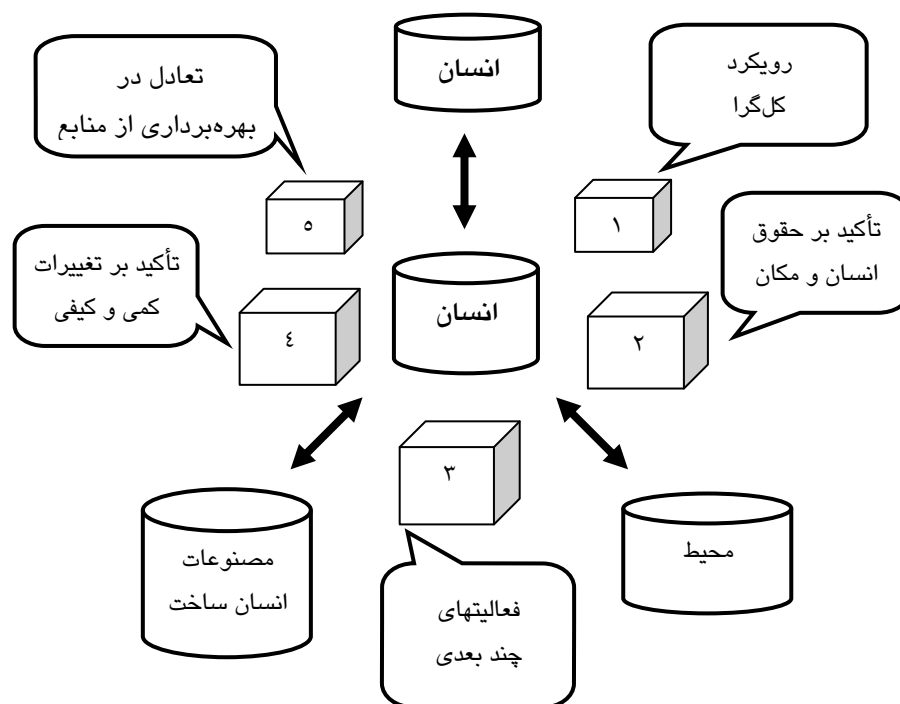 انسان
رویکرد
کل‌گرا
تعادل در
بهره‌برداری از منابع
۱
۵
تأکید بر حقوق
انسان و مکان
تأکید بر تغییرات
کمی و کیفی
انسان
۲
٤
۳
محیط
مصنوعات
انسان ساخت
فعالیتهای
چند بعدی